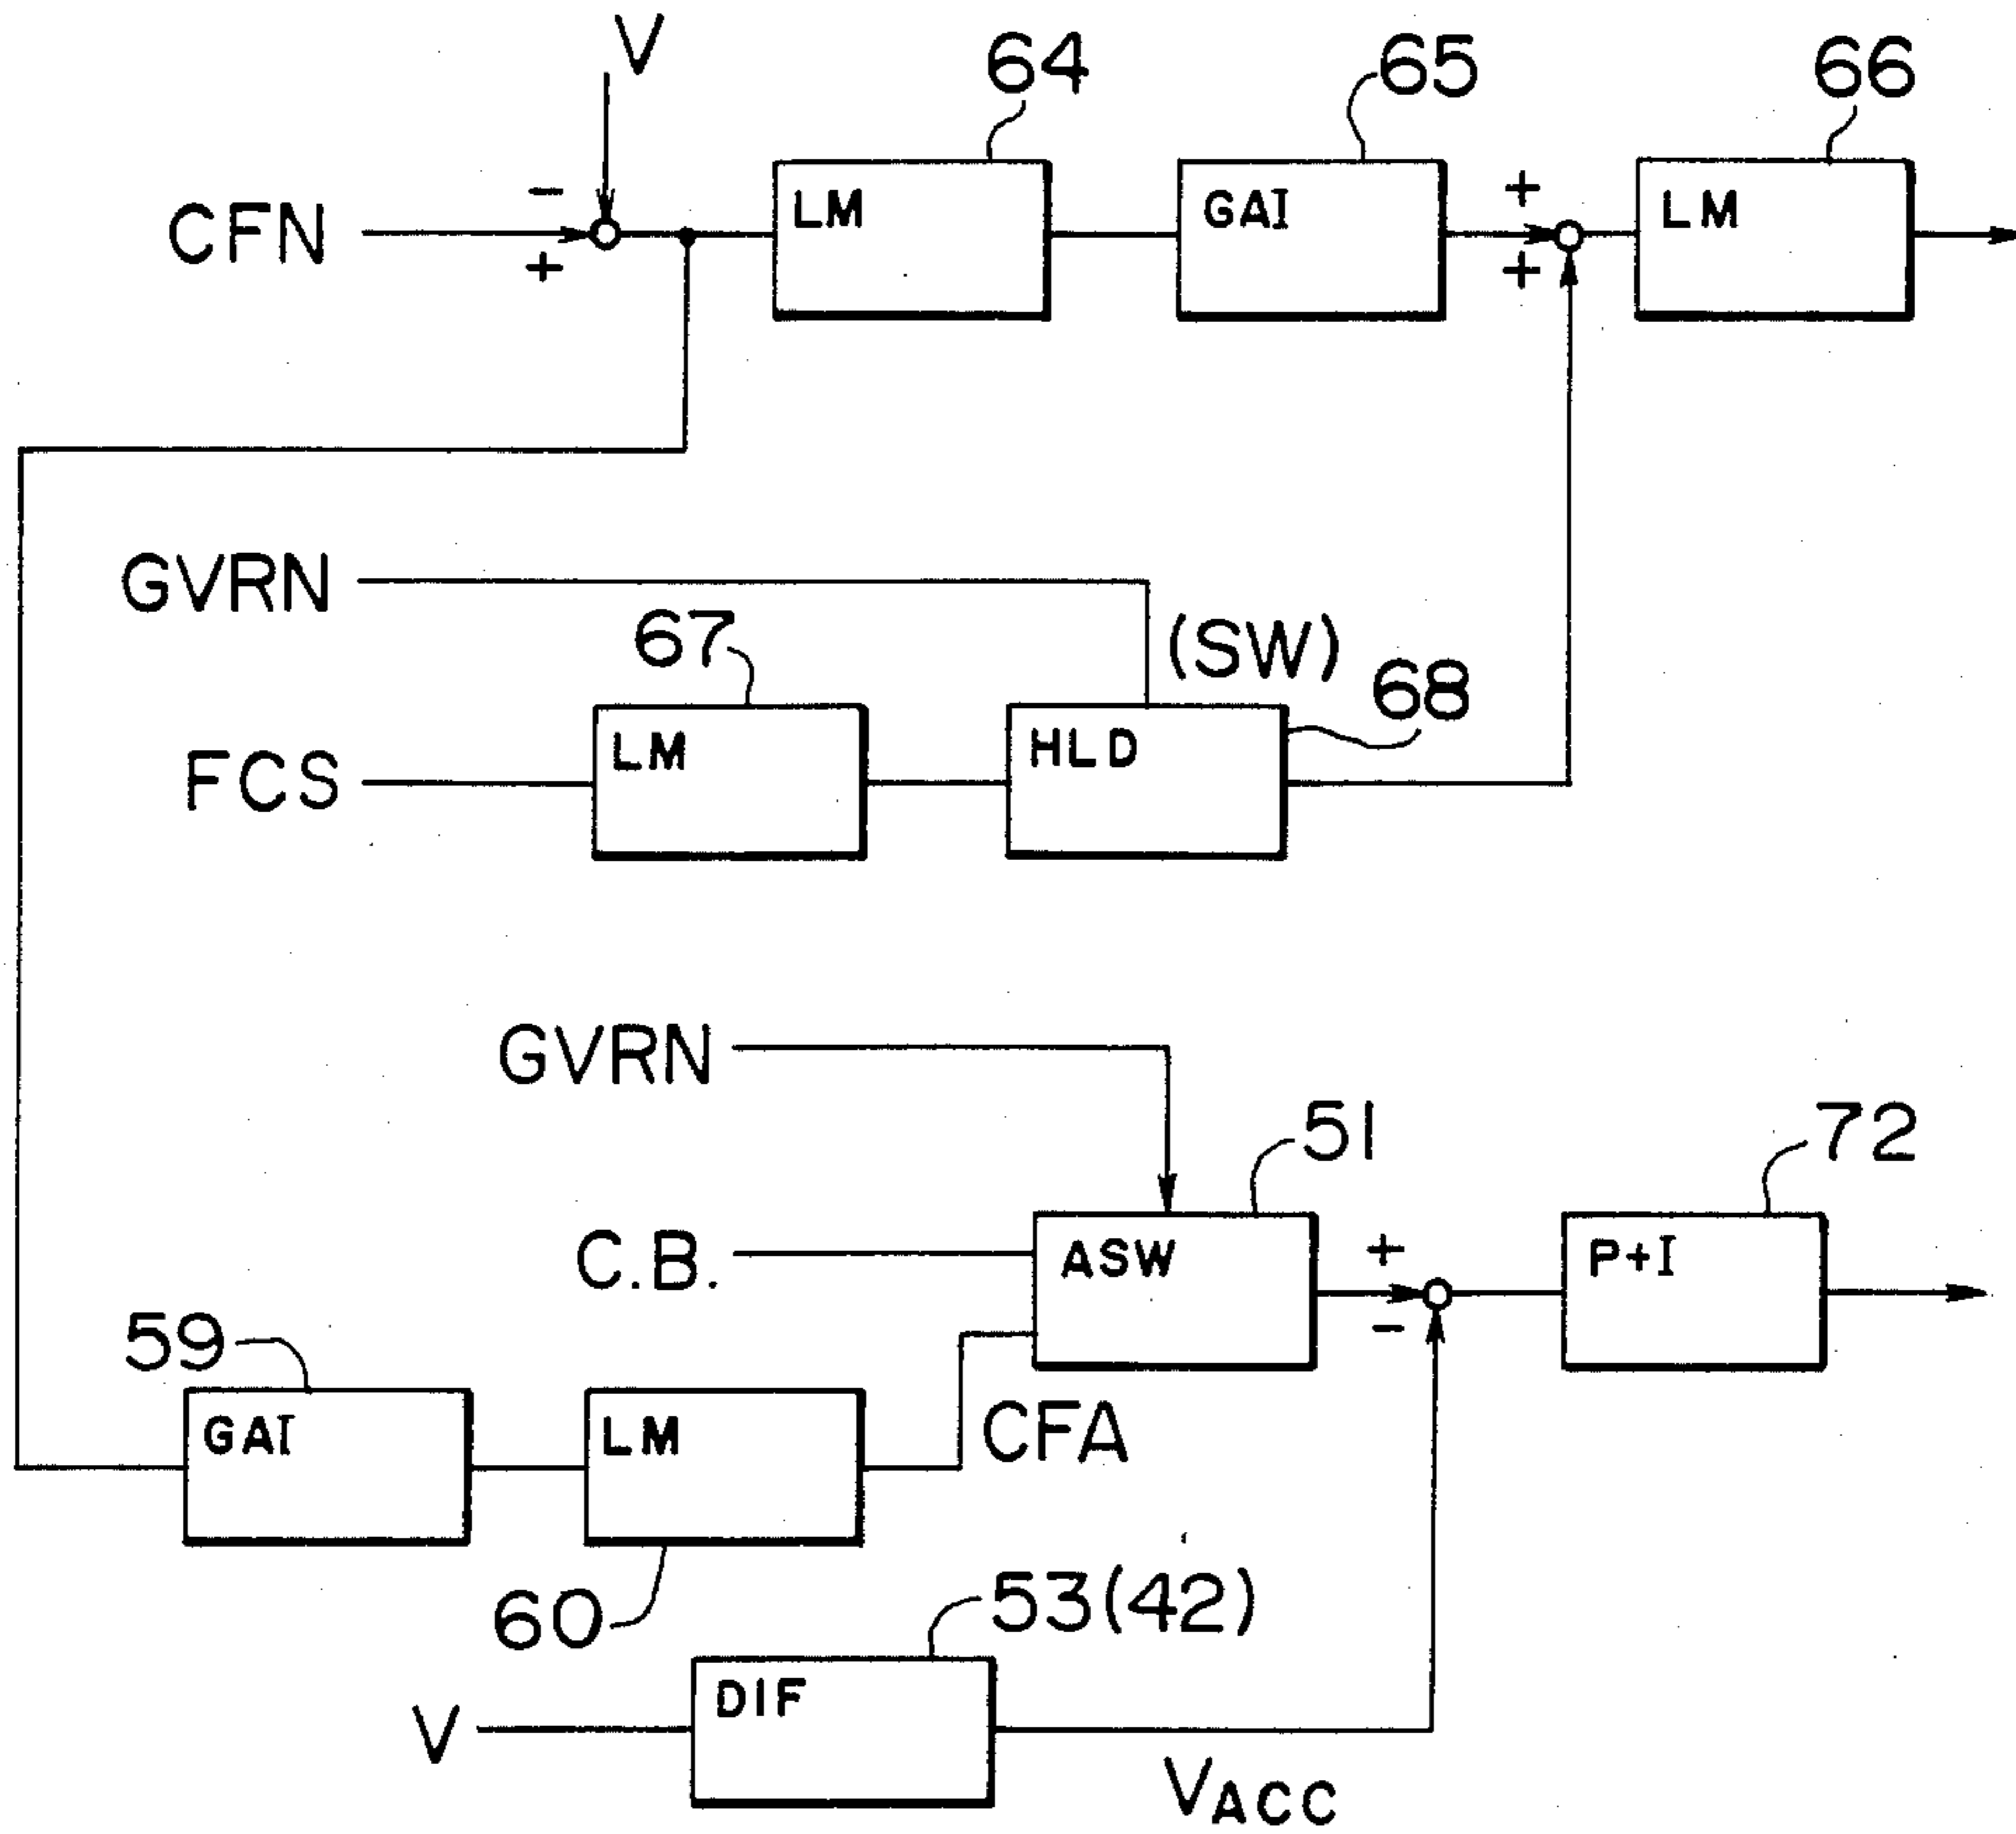 V
64
65
66
CFN
-
+
LM
GAI
+
+
LM
GVRN
(SW)
67
68
FCS
LM
HLD
GVRN
51
72
C.B.
ASW
+
-
P+I
59
GAI
LM
CFA
60
53(42)
V
DIF
VACC